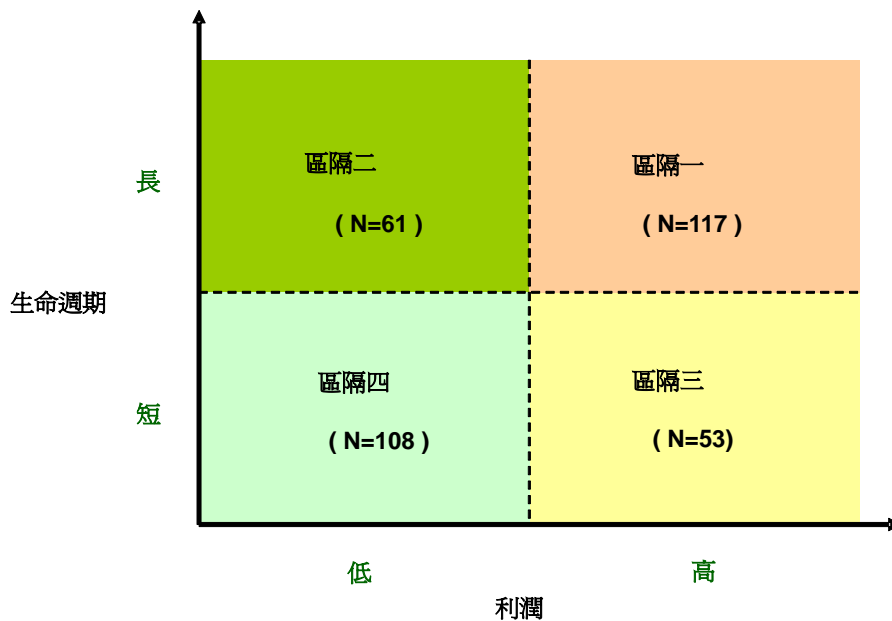 區隔二
區隔一
長
( N=61 )
( N=117 )
生命週期
區隔四
區隔三
短
( N=108 )
( N=53)
低
高
利潤